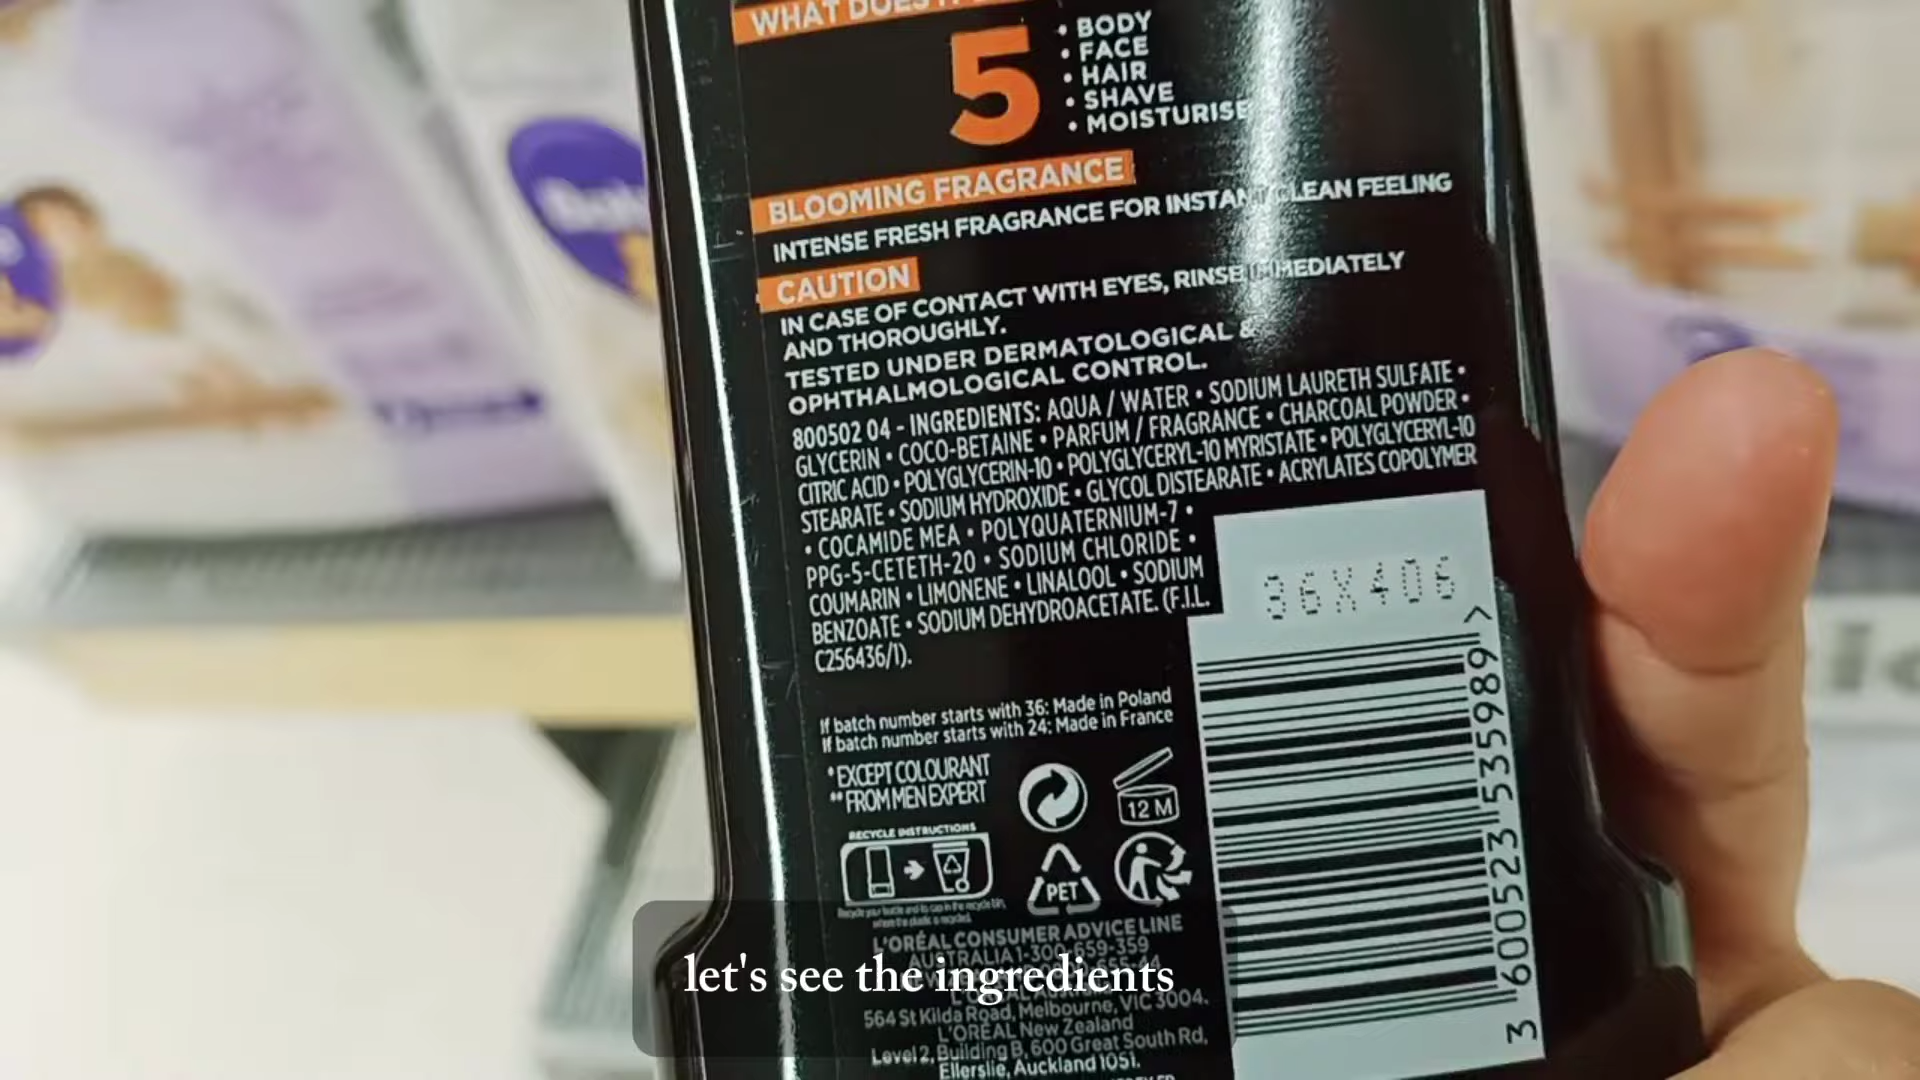 WHAT DOES
5
• BODY
• FACE
• HAIR
• SHAVE
• MOISTURISE
BLOOMING FRAGRANCE
INTENSE FRESH FRAGRANCE FOR INSTANT CLEAN FEELING
CAUTION
IN CASE OF CONTACT WITH EYES, RINSE IMMEDIATELY
AND THOROUGHLY.
TESTED UNDER DERMATOLOGICAL &
OPHTHALMOLOGICAL CONTROL.
800502 04 - INGREDIENTS: AQUA / WATER • SODIUM LAURETH SULFATE •
GLYCERIN • COCO-BETAINE • PARFUM / FRAGRANCE • CHARCOAL POWDER •
CITRIC ACID • POLYGLYCERIN-10 • POLYGLYCERYL-10 MYRISTATE • POLYGLYCERYL-10
STEARATE • SODIUM HYDROXIDE • GLYCOL DISTEARATE • ACRYLATES COPOLYMER
• COCAMIDE MEA • POLYQUATERNIUM-7 •
PPG-5-CETETH-20 • SODIUM CHLORIDE •
COUMARIN • LIMONENE • LINALOOL • SODIUM
BENZOATE • SODIUM DEHYDROACETATE. (F.I.L.
C256436/1).
36X406
If batch number starts with 36: Made in Poland
If batch number starts with 24: Made in France
* EXCEPT COLOURANT
** FROM MEN EXPERT
12 M
RECYCLE INSTRUCTIONS
PET
3 600523 535989 >
L'ORÉAL CONSUMER ADVICE LINE
AUSTRALIA 1-300-659-359
let's see the ingredients
564 St Kilda Road, Melbourne, VIC 3004.
L'ORÉAL New Zealand
Level 2, Building B, 600 Great South Rd,
Ellerslie, Auckland 1051.